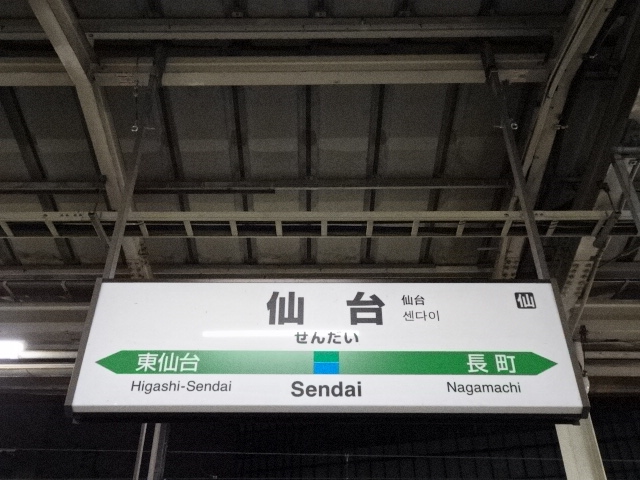 仙台
仙台
센다이
仙
せんだい
東仙台
長町
Higashi-Sendai
Sendai
Nagamachi